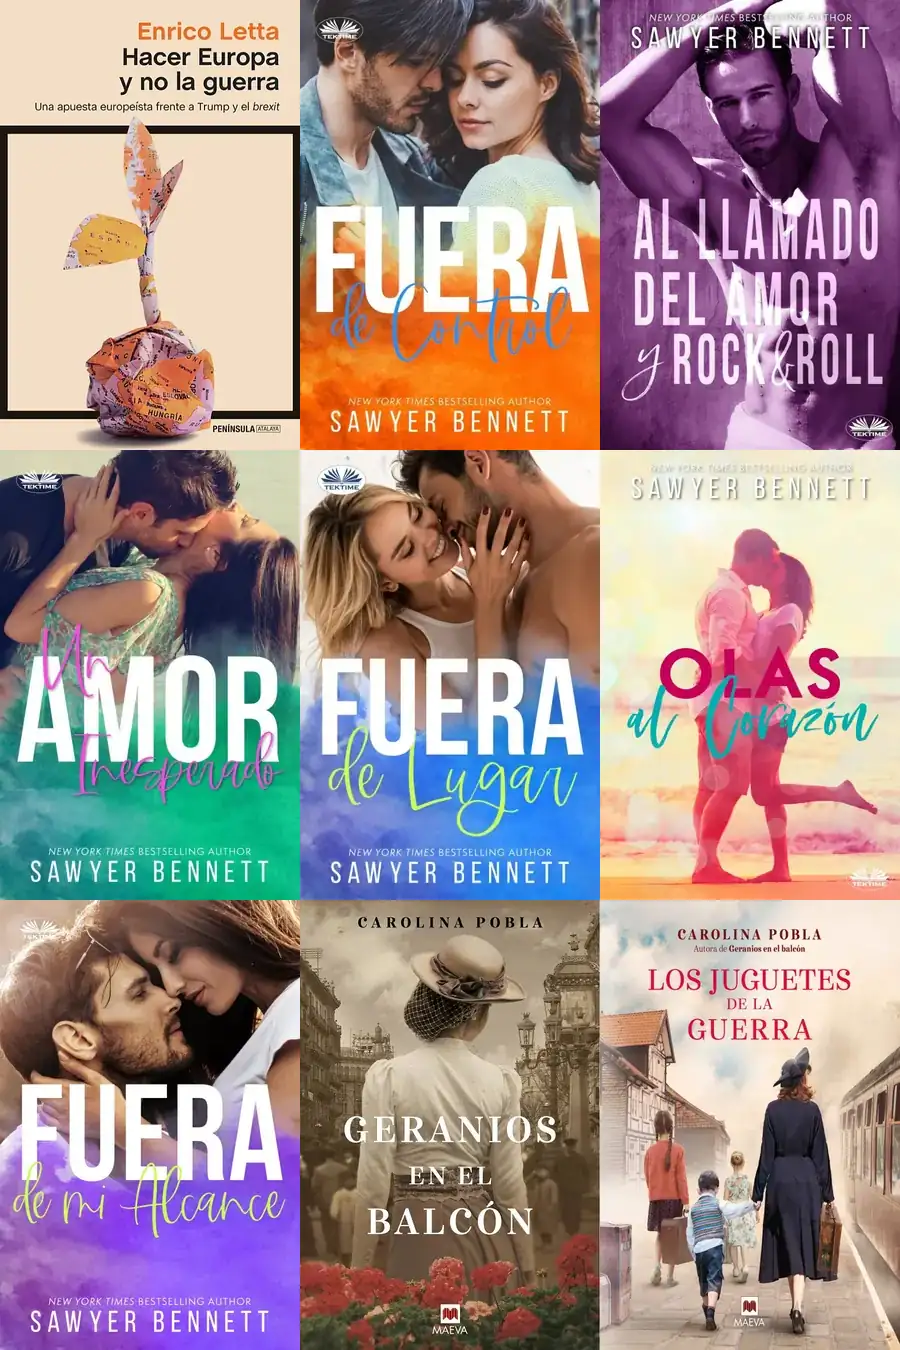 Enrico Letta
Hacer Europa
y no la guerra
Una apuesta europeísta frente a Trump y el brexit
ESPAÑA
HUNGRÍA
PENÍNSULA ATALAYA
TEKTIME
FUERA
de Control
NEW YORK TIMES BESTSELLING AUTHOR
SAWYER BENNETT
NEW YORK TIMES BESTSELLING AUTHOR
SAWYER BENNETT
AL LLAMADO
DEL AMOR
y ROCK&ROLL
TEKTIME
TEKTIME
Un
AMOR
Inesperado
NEW YORK TIMES BESTSELLING AUTHOR
SAWYER BENNETT
TEKTIME
FUERA
de Lugar
NEW YORK TIMES BESTSELLING AUTHOR
SAWYER BENNETT
NEW YORK TIMES BESTSELLING AUTHOR
SAWYER BENNETT
OLAS
al Corazón
TEKTIME
TEKTIME
FUERA
de mi Alcance
NEW YORK TIMES BESTSELLING AUTHOR
SAWYER BENNETT
CAROLINA POBLA
GERANIOS
EN EL
BALCÓN
MAEVA
CAROLINA POBLA
Autora de Geranios en el balcón
LOS JUGUETES
DE LA
GUERRA
MAEVA